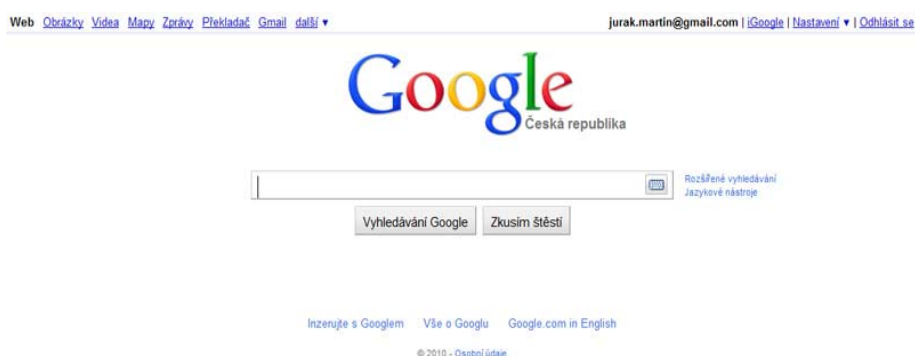 Web Obrázky Videa Mapy Zprávy Překladač Gmail další ▼ jurak.martin@gmail.com | iGoogle | Nastavení ▼ | Odhlásit se
Google
Česká republika
Rozšířené vyhledávání
Jazykové nástroje
Vyhledávání Google Zkusím štěstí
Inzerujte s Googlem Vše o Googlu Google.com in English
© 2010 - Osobní údaje